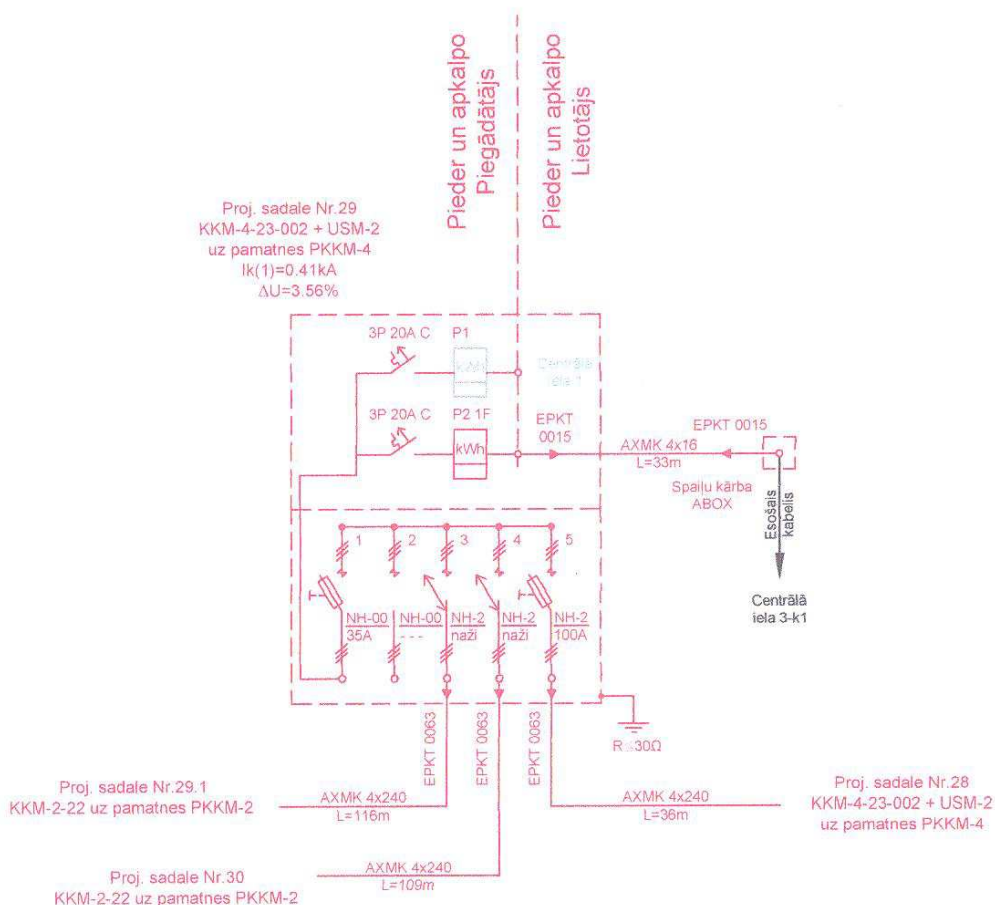 Pieder un apkalpo
Piegādātājs
Pieder un apkalpo
Lietotājs
Proj. sadale Nr.29
KKM-4-23-002 + USM-2
uz pamatnes PKKM-4
Ik(1)=0.41kA
ΔU=3.56%
3P 20A C
P1
kWh
Centrālā
iela 1
3P 20A C
P2 1F
kWh
EPKT
0015
AXMK 4x16
L=33m
EPKT 0015
Spaiļu kārba
ABOX
Esošais
kabelis
Centrālā
iela 3-k1
1
2
3
4
5
NH-00
35A
NH-00
---
NH-2
naži
NH-2
naži
NH-2
100A
EPKT 0063
EPKT 0063
EPKT 0063
30Ω
Proj. sadale Nr.29.1
KKM-2-22 uz pamatnes PKKM-2
AXMK 4x240
L=116m
AXMK 4x240
L=36m
Proj. sadale Nr.28
KKM-4-23-002 + USM-2
uz pamatnes PKKM-4
Proj. sadale Nr.30
KKM-2-22 uz pamatnes PKKM-2
AXMK 4x240
L=109m